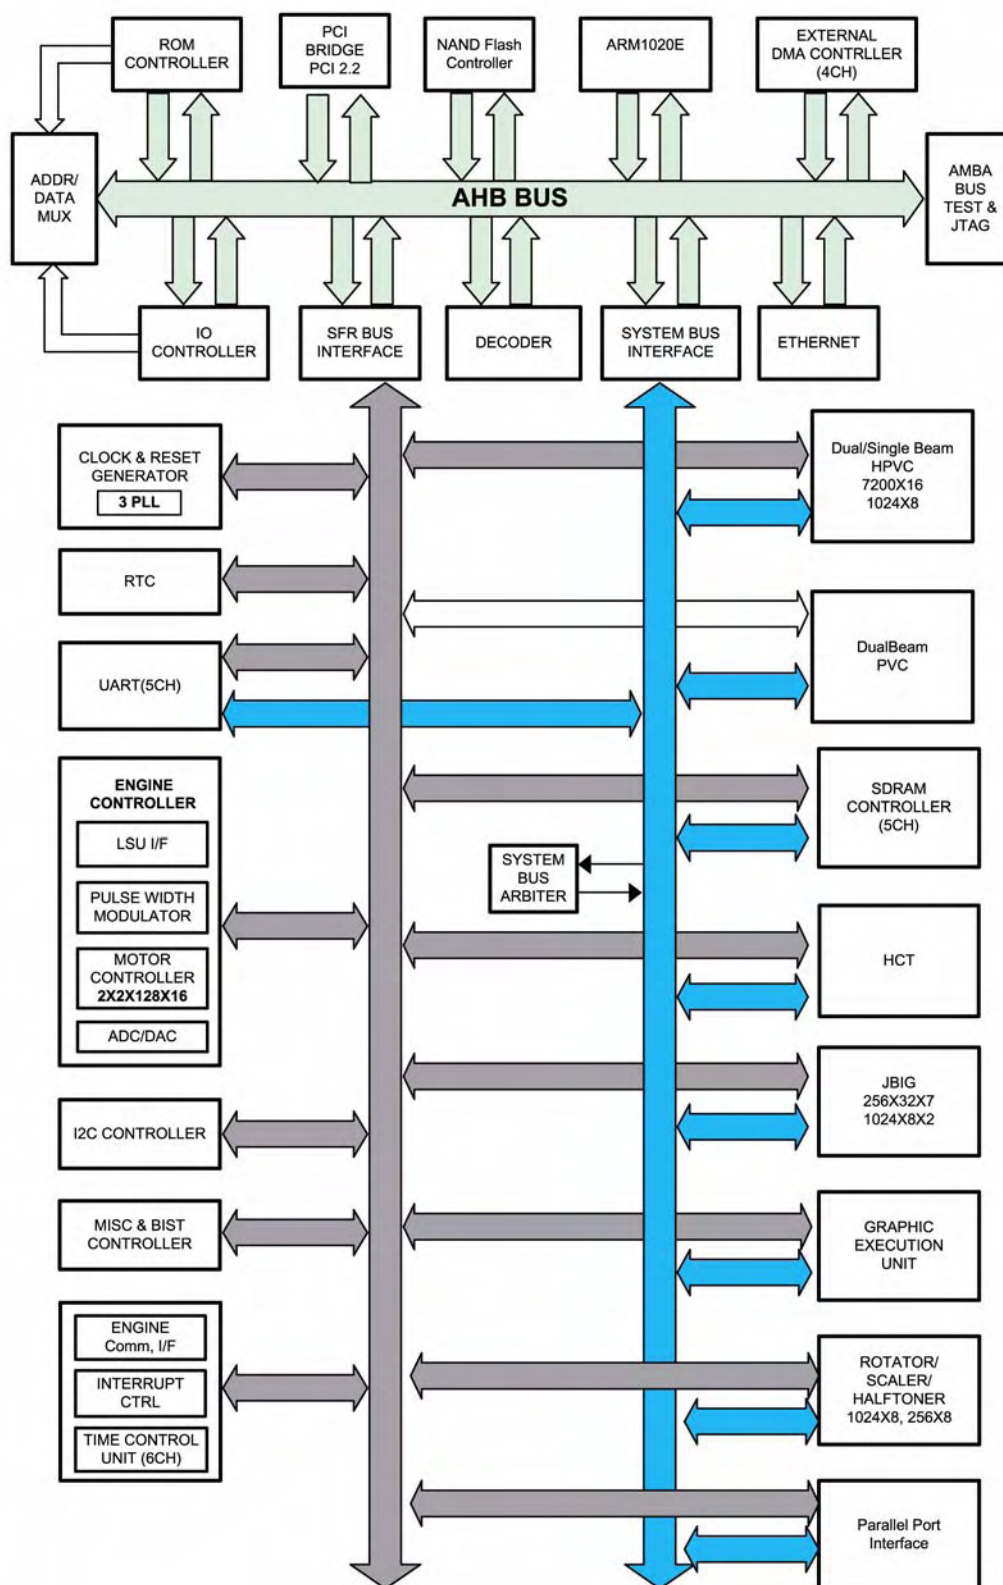 ROM
CONTROLLER
PCI
BRIDGE
PCI 2.2
NAND Flash
Controller
ARM1020E
EXTERNAL
DMA CONTRLLER
(4CH)
ADDR/
DATA
MUX
AHB BUS
AMBA
BUS
TEST &
JTAG
IO
CONTROLLER
SFR BUS
INTERFACE
DECODER
SYSTEM BUS
INTERFACE
ETHERNET
CLOCK & RESET
GENERATOR
3 PLL
Dual/Single Beam
HPVC
7200X16
1024X8
RTC
UART(5CH)
DualBeam
PVC
ENGINE
CONTROLLER
LSU I/F
PULSE WIDTH
MODULATOR
MOTOR
CONTROLLER
2X2X128X16
ADC/DAC
SDRAM
CONTROLLER
(5CH)
SYSTEM
BUS
ARBITER
HCT
JBIG
256X32X7
1024X8X2
I2C CONTROLLER
MISC & BIST
CONTROLLER
GRAPHIC
EXECUTION
UNIT
ENGINE
Comm, I/F
INTERRUPT
CTRL
TIME CONTROL
UNIT (6CH)
ROTATOR/
SCALER/
HALFTONER
1024X8, 256X8
Parallel Port
Interface